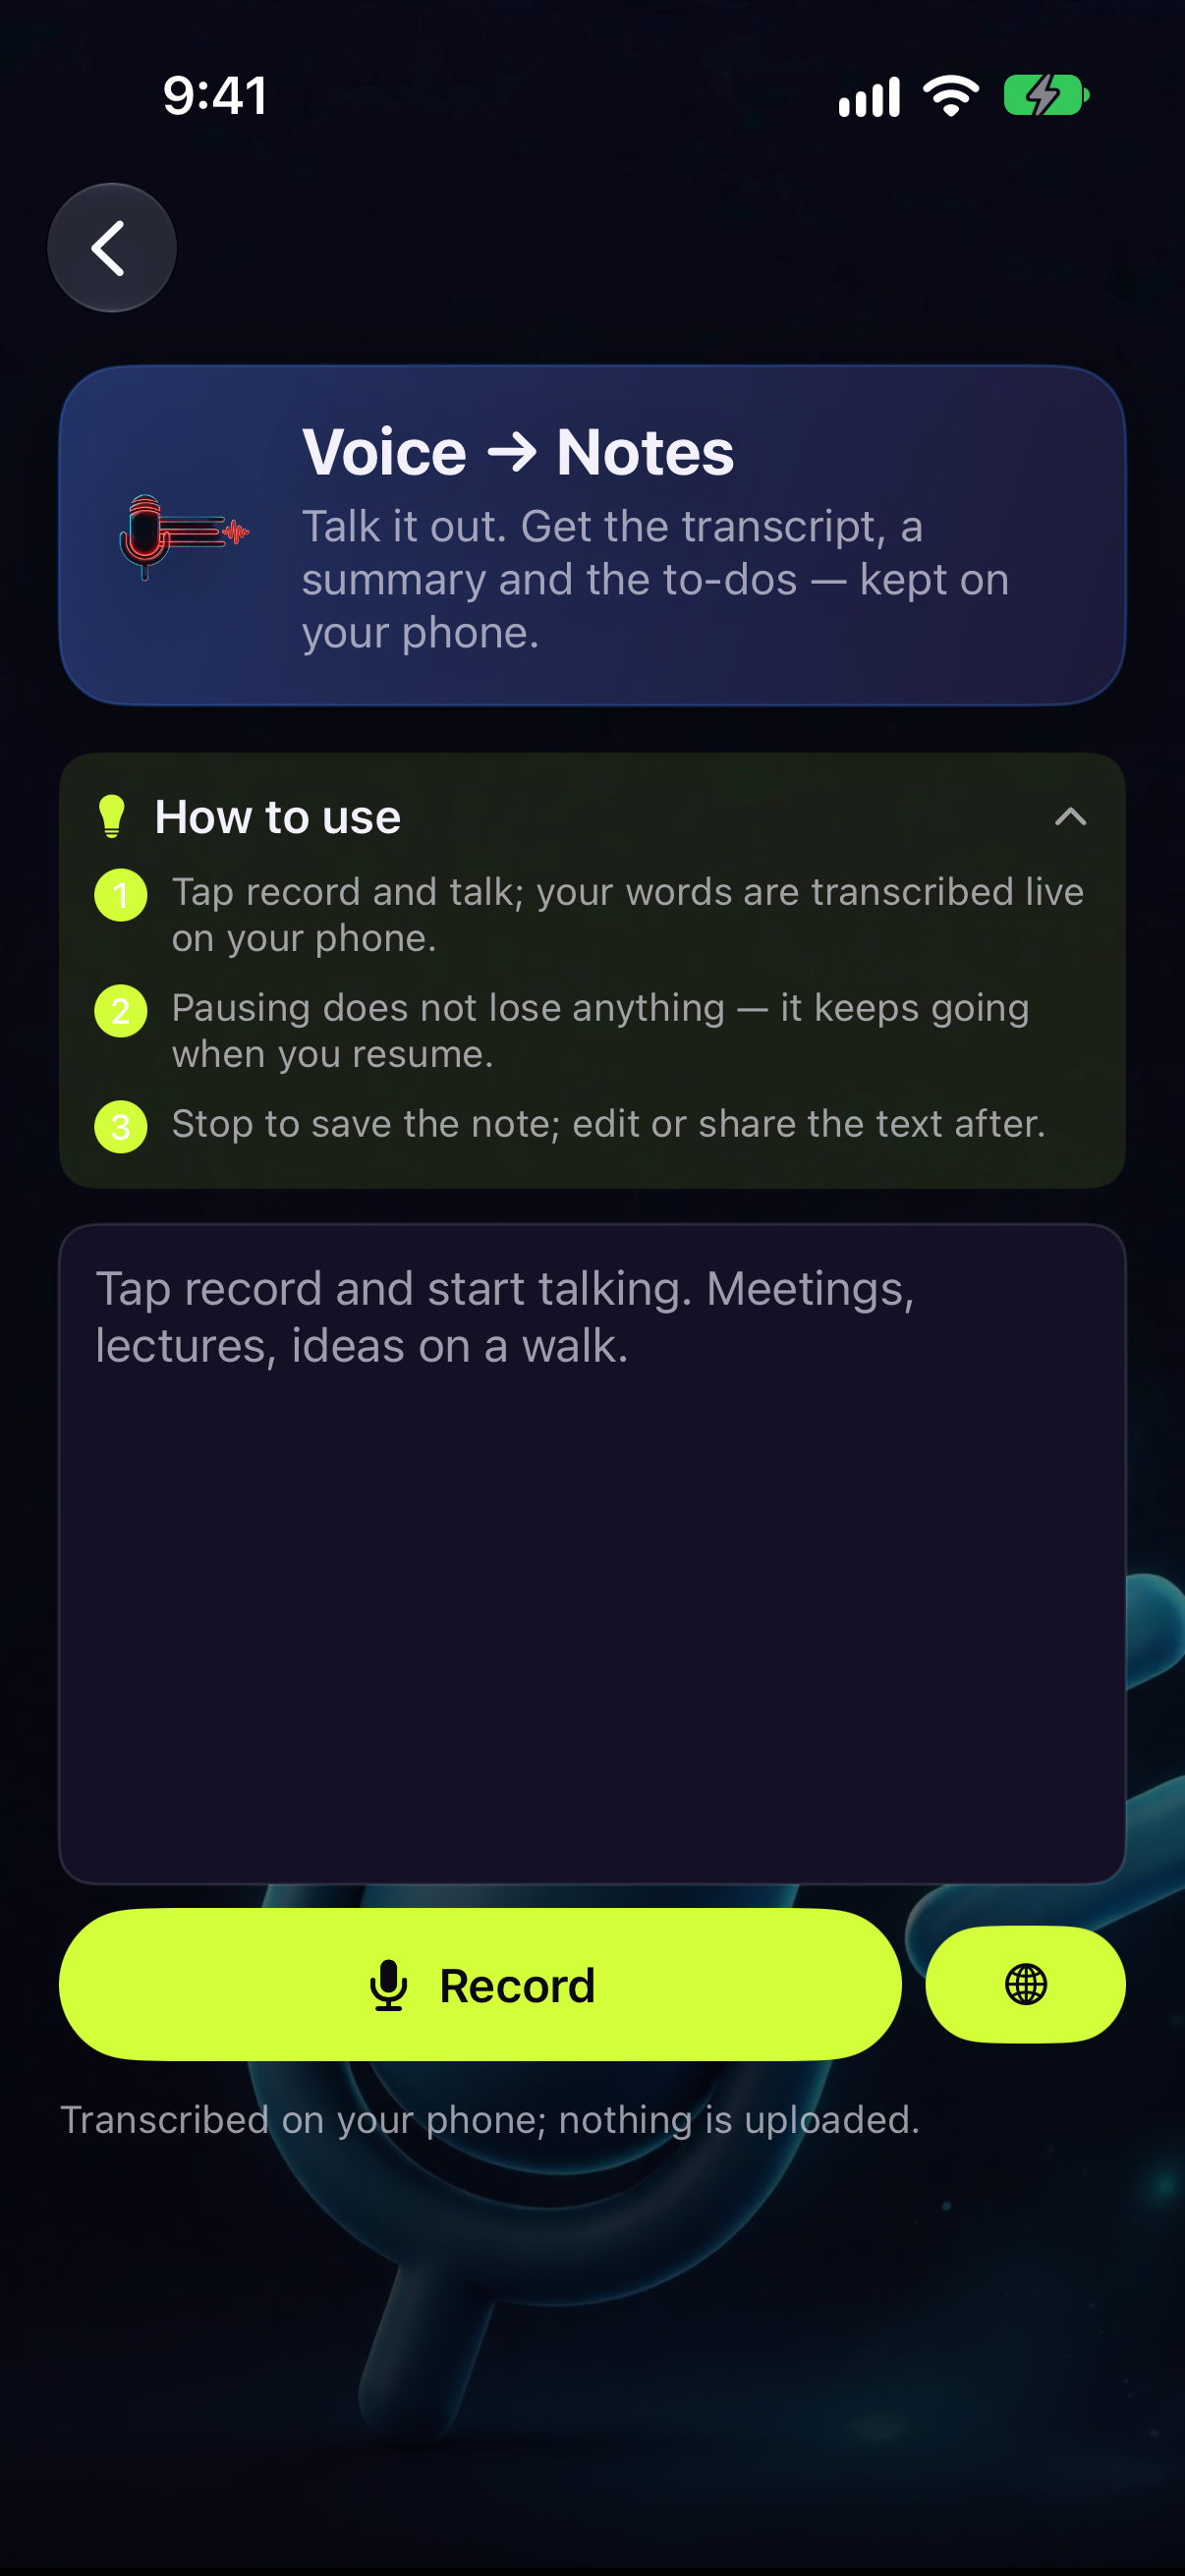 9:41
Voice → Notes
Talk it out. Get the transcript, a
summary and the to-dos — kept on
your phone.
How to use
1 Tap record and talk; your words are transcribed live
on your phone.
2 Pausing does not lose anything — it keeps going
when you resume.
3 Stop to save the note; edit or share the text after.
Tap record and start talking. Meetings,
lectures, ideas on a walk.
Record
Transcribed on your phone; nothing is uploaded.